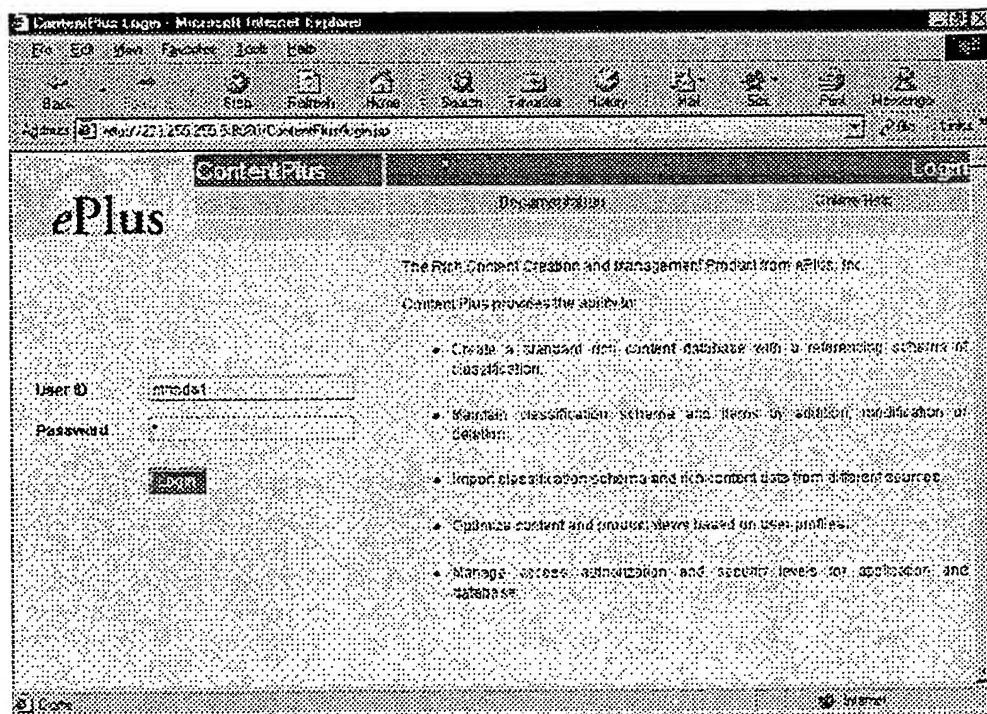 ContentPlus Login - Microsoft Internet Explorer
File Edit View Favorites Tools Help
Back Stop Refresh Home Search Favorites History Mail Size Print Messenger
Address
ContentPlus Login
ePlus
Documentation Online Help
The Rich Content Creation and Management Product from ePlus, Inc.
Content Plus provides the ability to:
• Create a standard rich content database with a referencing schema of
classification;
• Maintain classification schema and items by addition, modification or
deletion;
• Import classification schema and rich content data from different sources;
• Optimize content and product views based on user profiles;
• Manage access authorization and security levels for application and
database.
User ID
Password *
Login
Done Internet